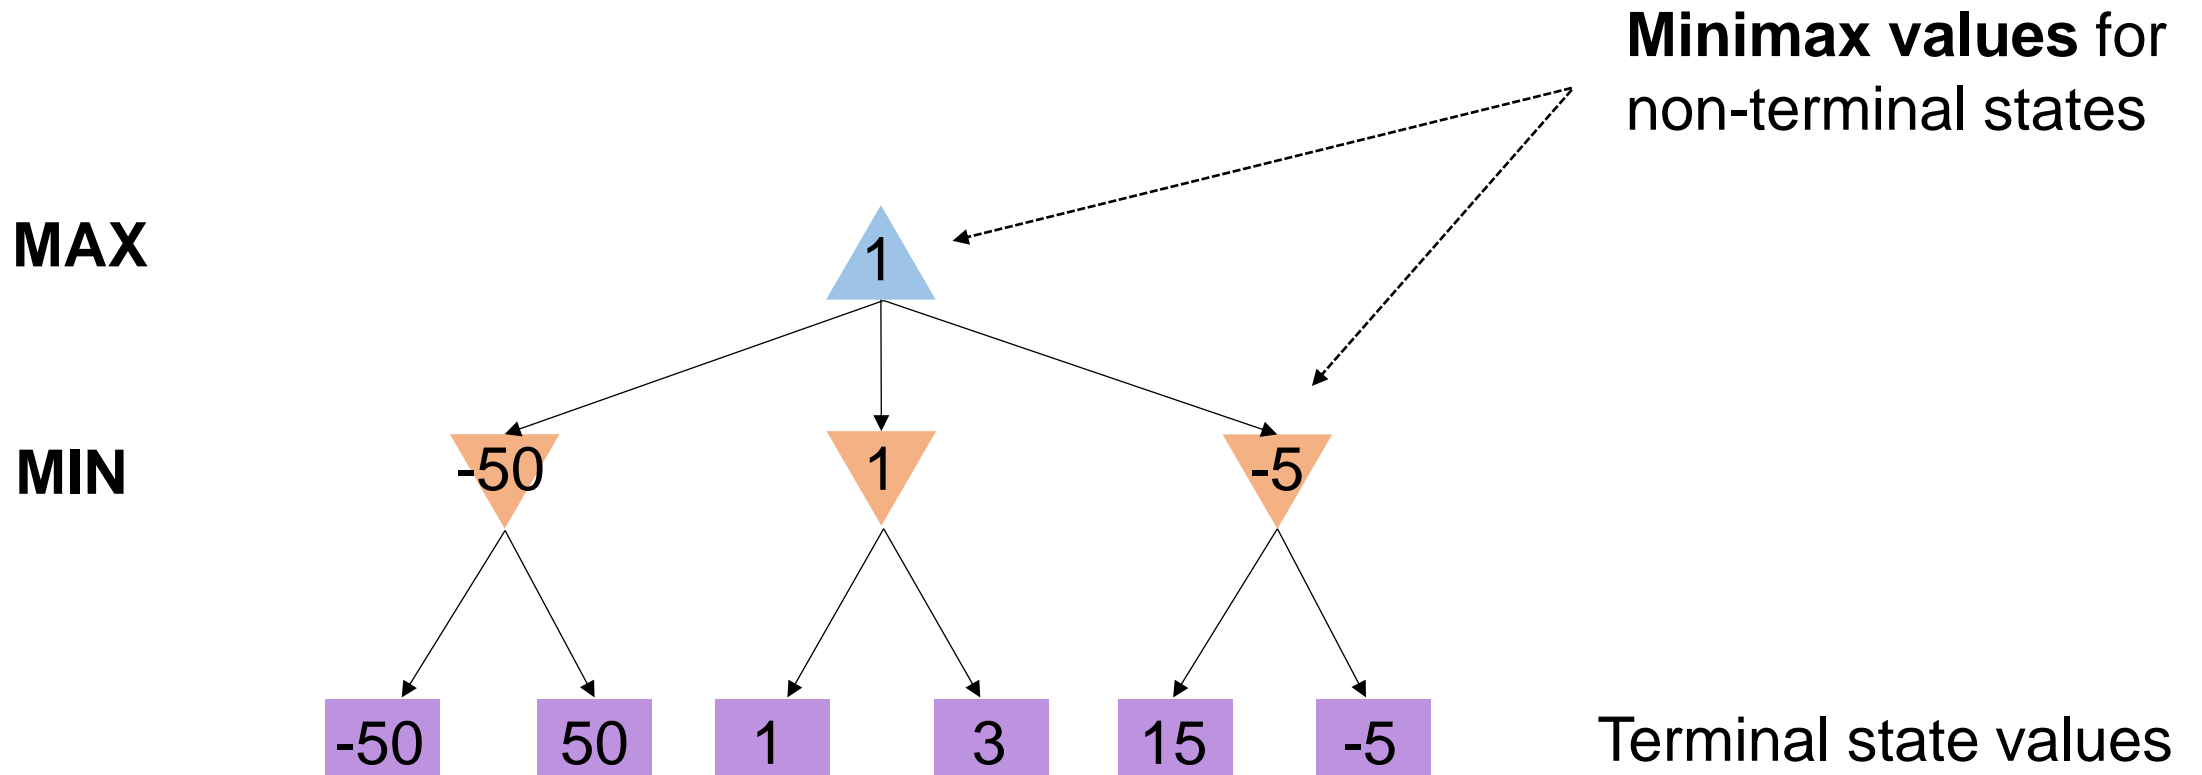 Minimax values for
non-terminal states
MAX
1
MIN
-50 1 -5
-50 50 1 3 15 -5
Terminal state values